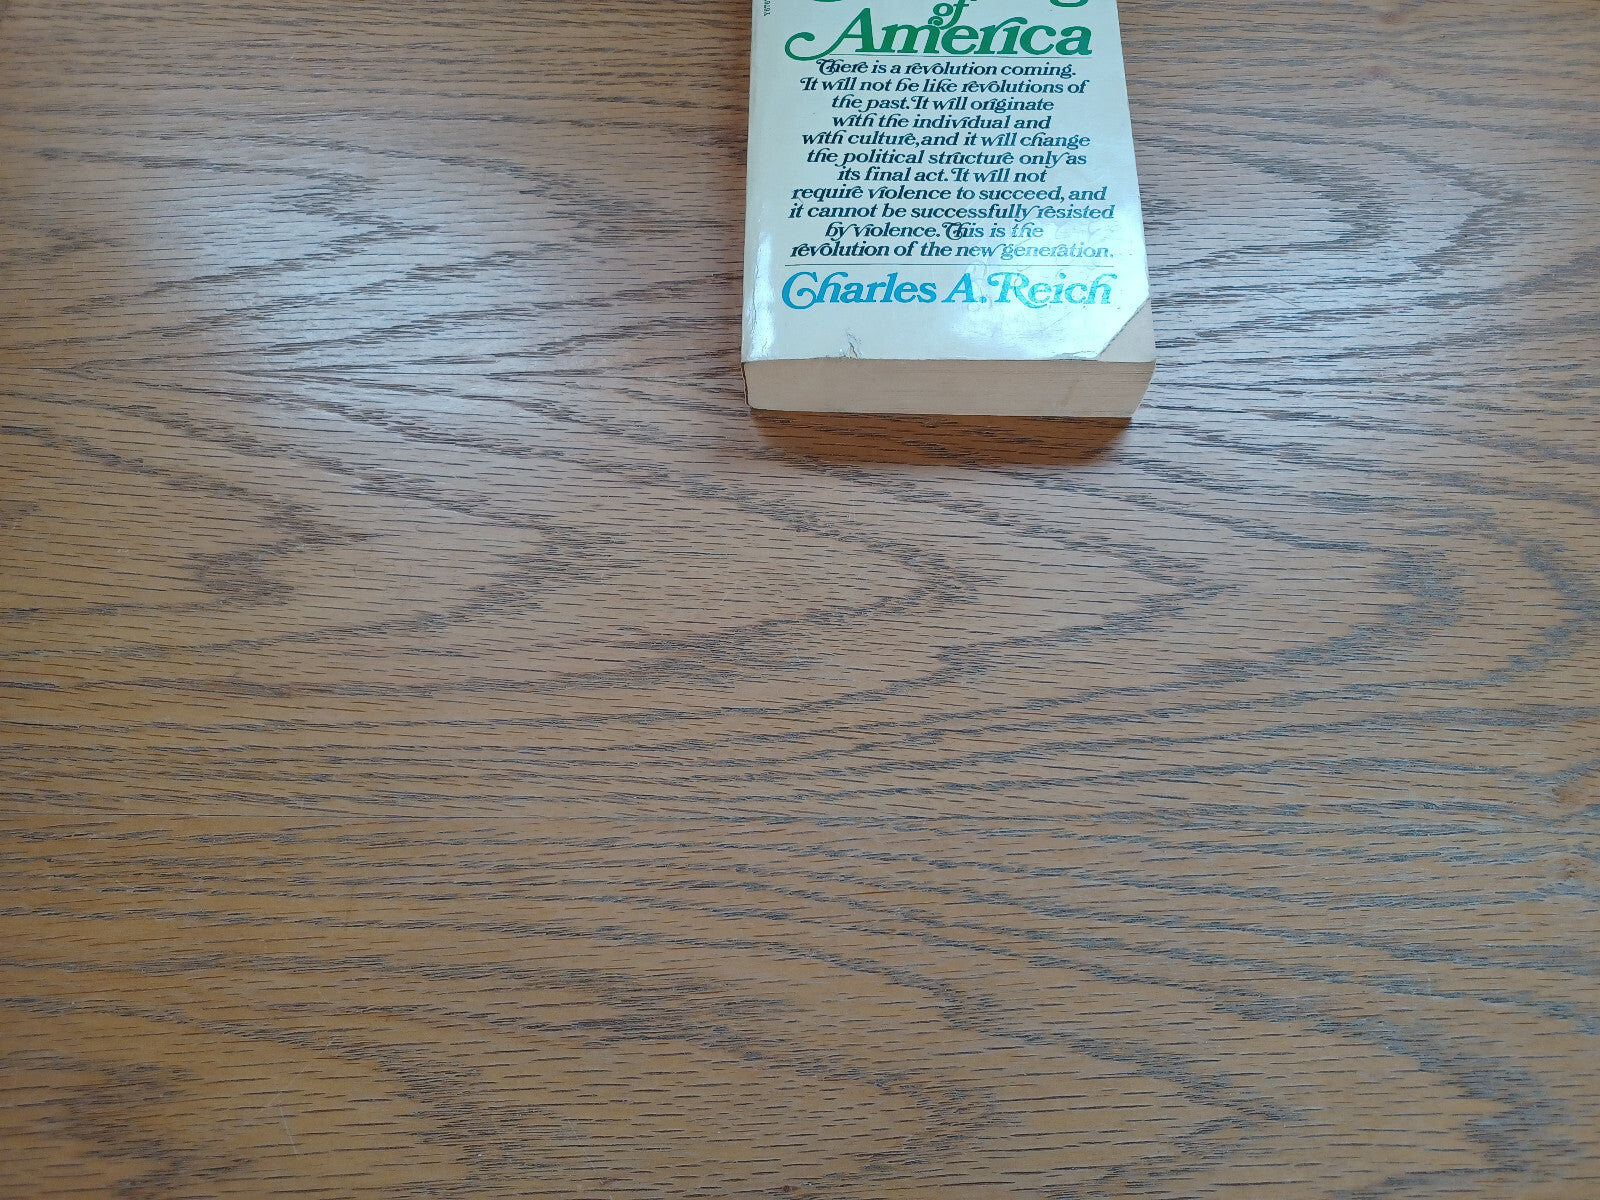 of
America
There is a revolution coming.
It will not be like revolutions of
the past. It will originate
with the individual and
with culture, and it will change
the political structure only as
its final act. It will not
require violence to succeed, and
it cannot be successfully resisted
by violence. This is the
revolution of the new generation.
Charles A. Reich